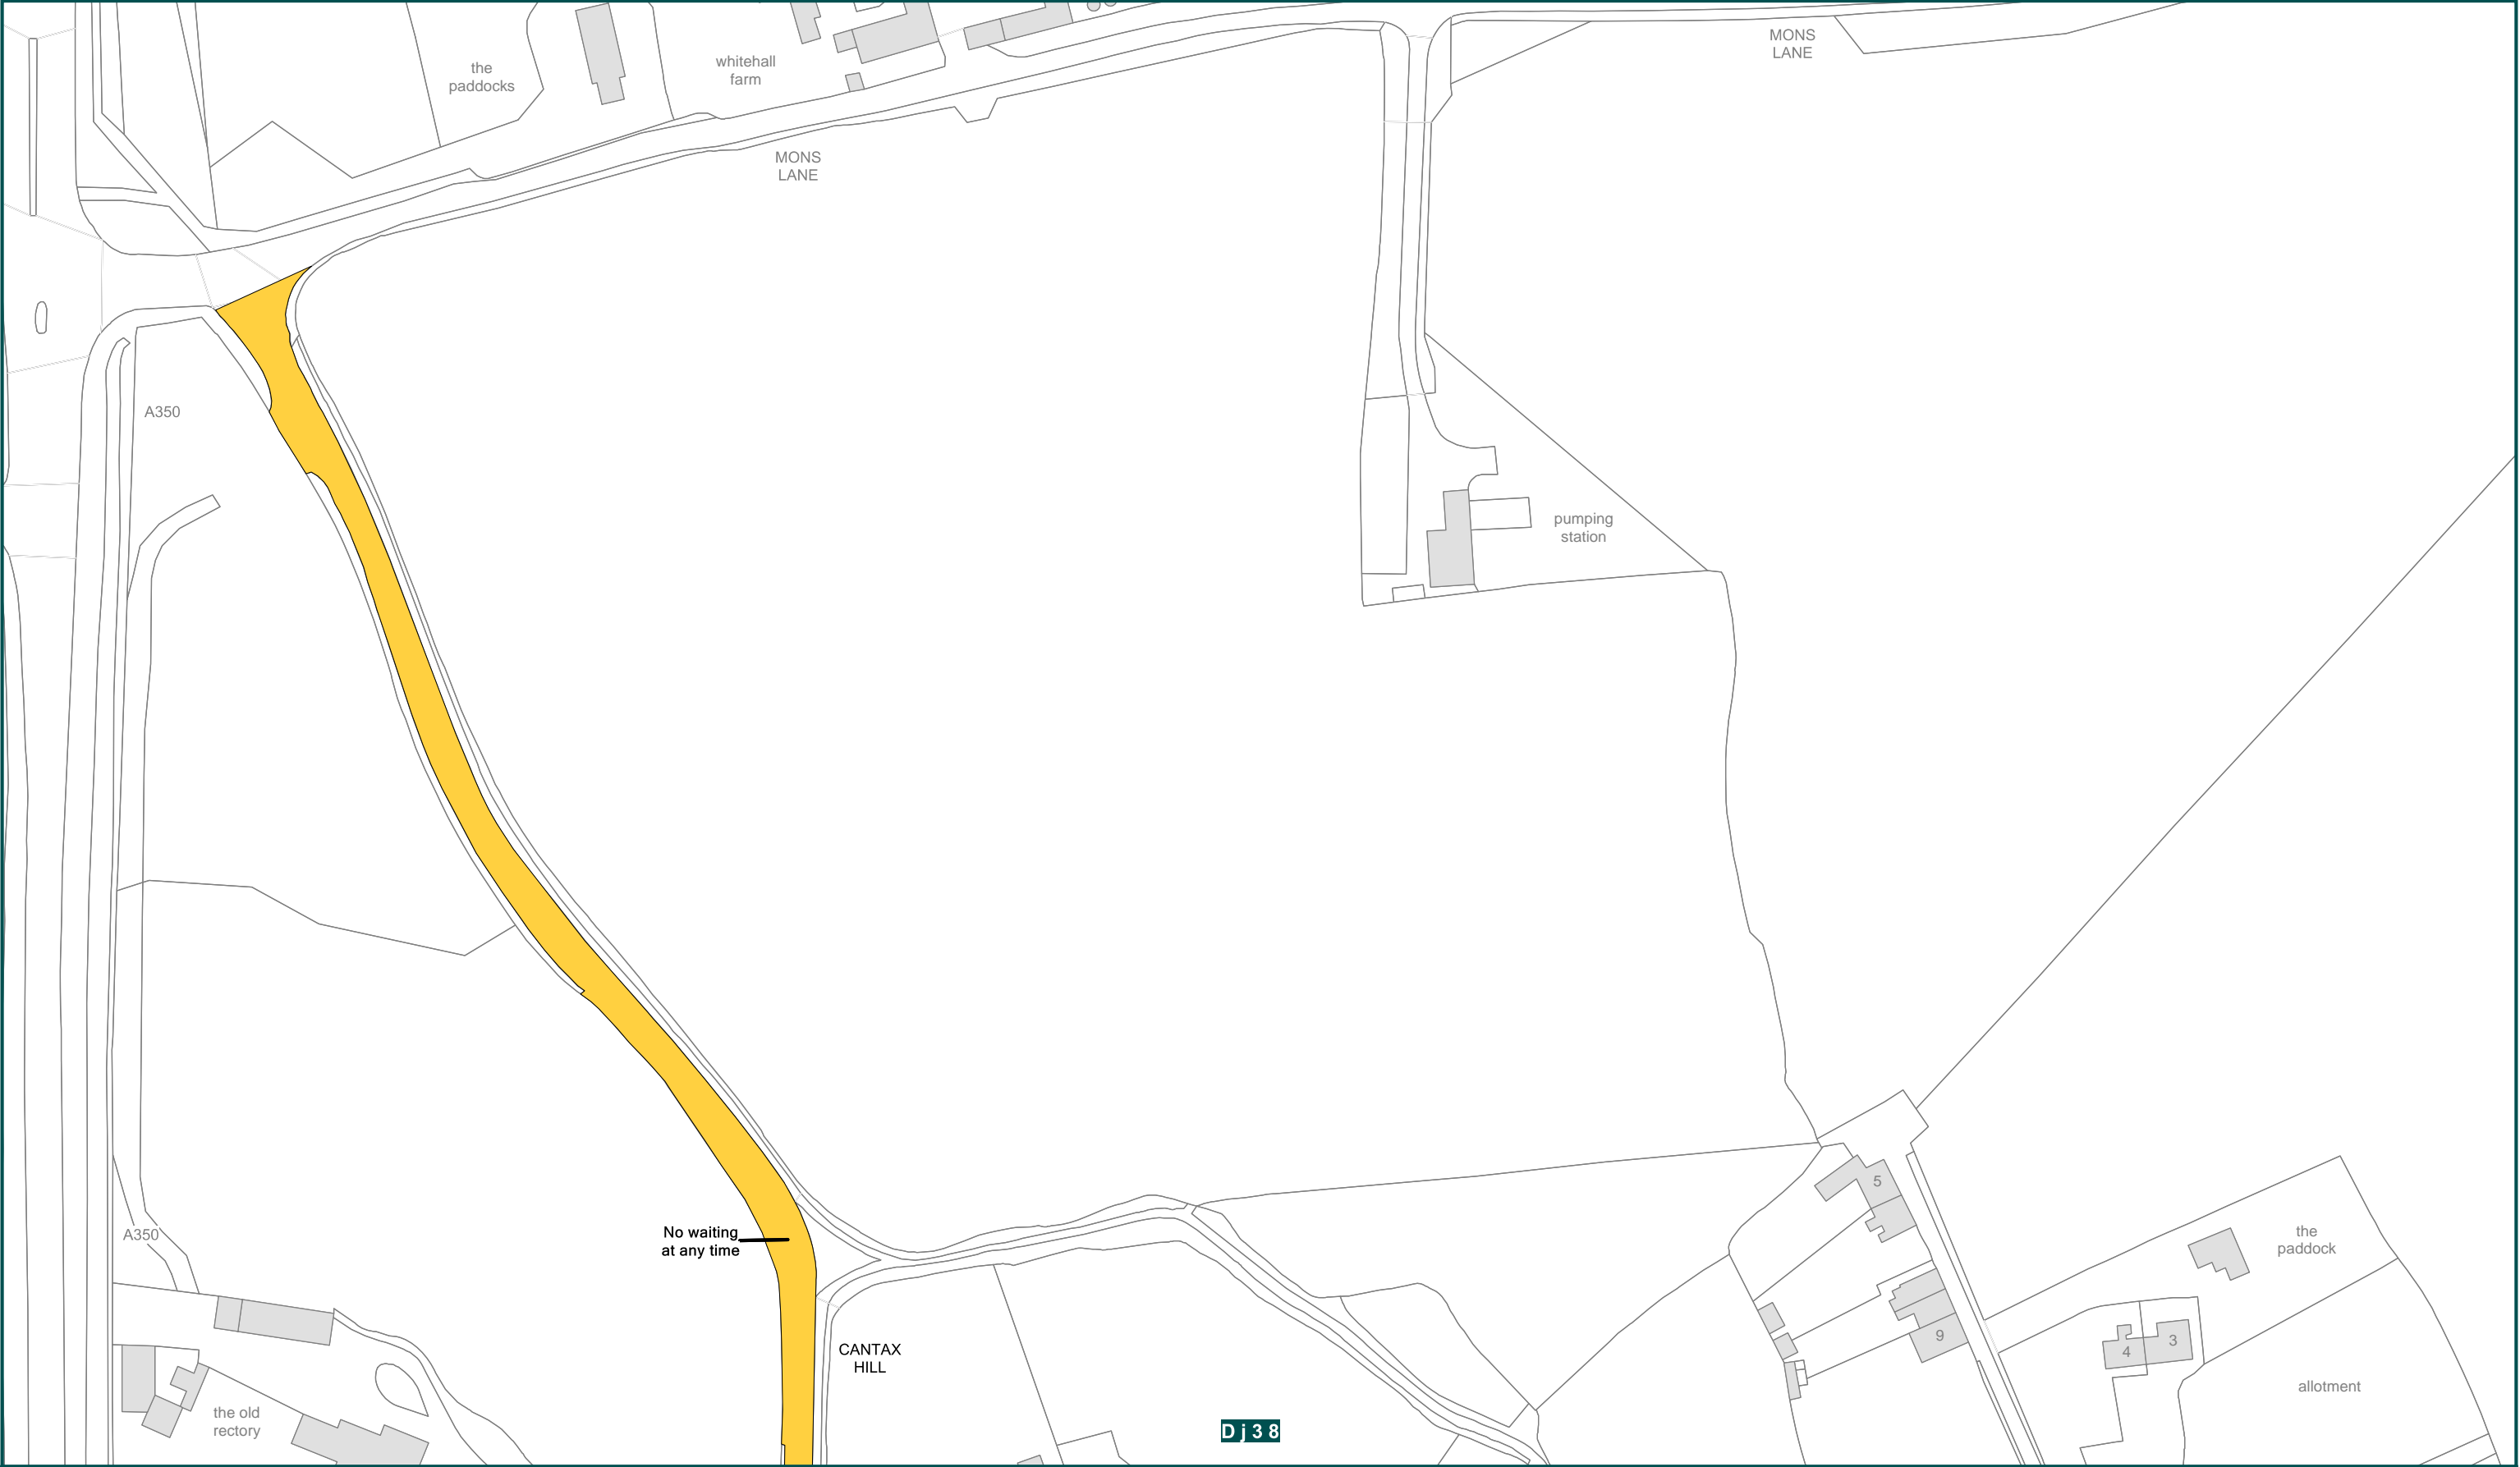 MONS
LANE
the
paddocks
whitehall
farm
MONS
LANE
A350
pumping
station
5
A350
No waiting
at any time
the
paddock
9
4
3
CANTAX
HILL
allotment
the old
rectory
Dj38